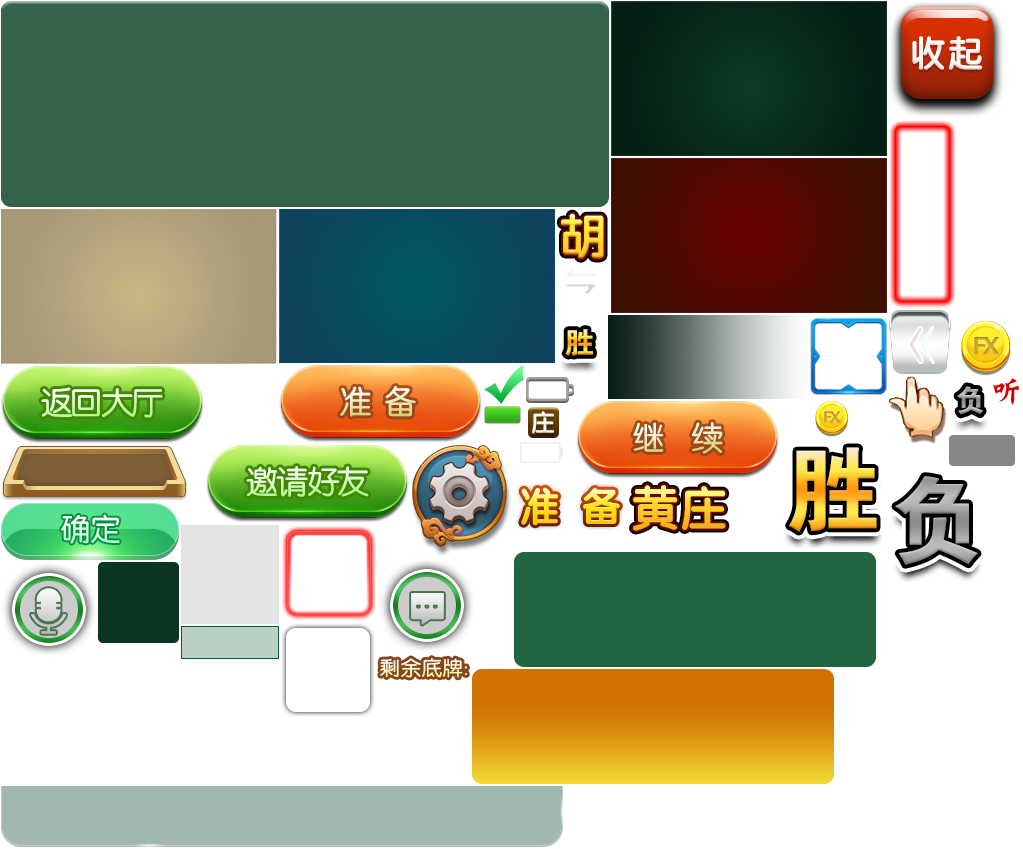 收起
胡
胜
返回大厅
准 备
庄
继 续
FX
负
听
FX
邀请好友
准 备
黄庄
胜
负
确定
剩余底牌: